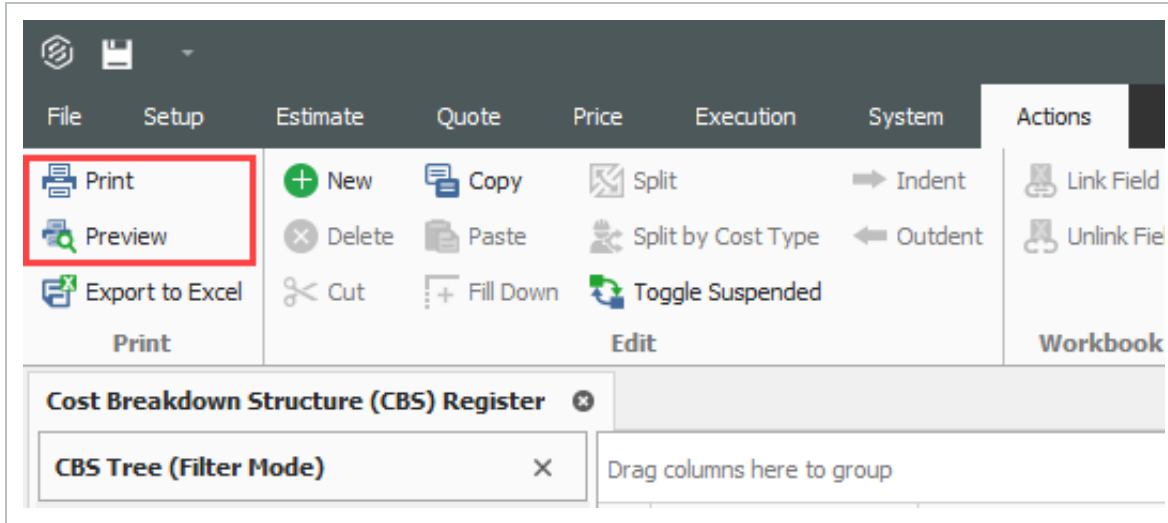 File Setup Estimate Quote Price Execution System Actions
Print New Copy Split Indent Link Field
Preview Delete Paste Split by Cost Type Outdent Unlink Fie
Export to Excel Cut Fill Down Toggle Suspended
Print Edit Workbook
Cost Breakdown Structure (CBS) Register
CBS Tree (Filter Mode) Drag columns here to group